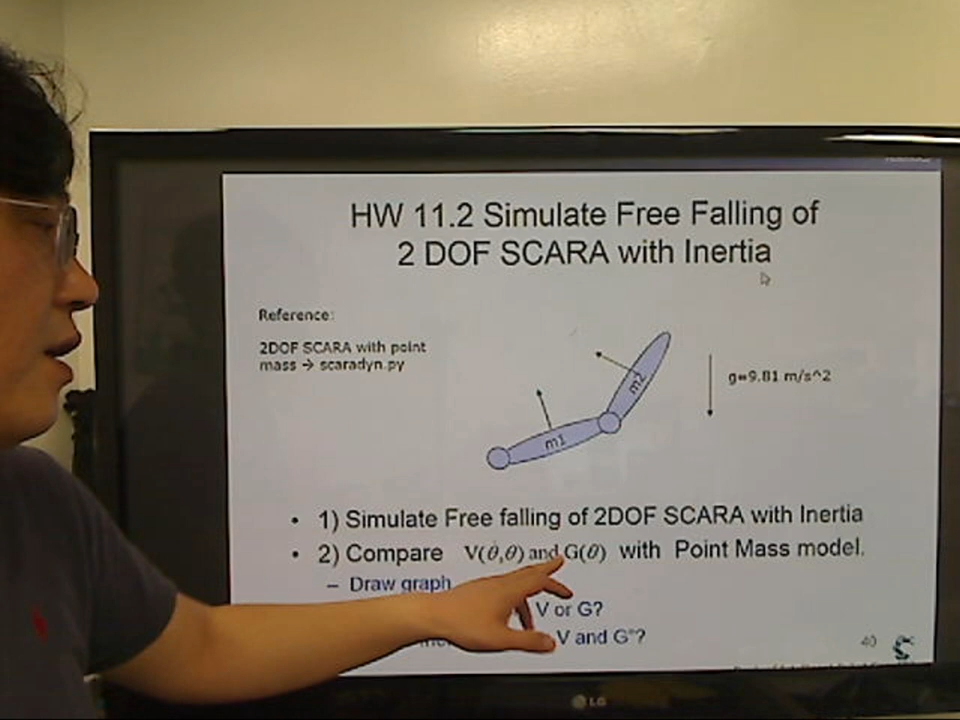 HW 11.2 Simulate Free Falling of
2 DOF SCARA with Inertia
Reference:
2DOF SCARA with point
mass → scaradyn.py
m2
g=9.81 m/s^2
m1
• 1) Simulate Free falling of 2DOF SCARA with Inertia
• 2) Compare V(θ̇,θ) and G(θ) with Point Mass model.
– Draw graph
V or G?
V and G"?
40
LG